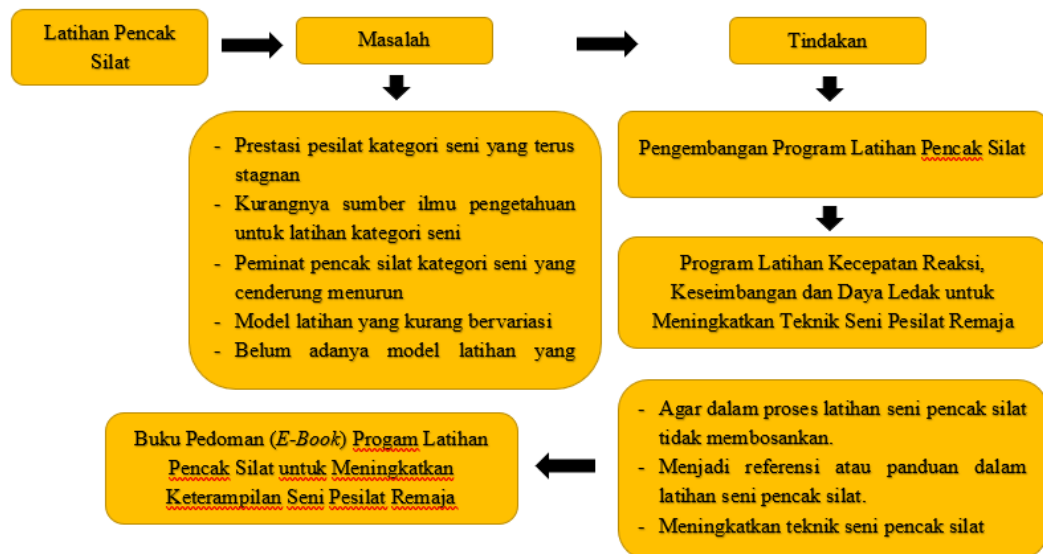 Latihan Pencak
Silat
Masalah
Tindakan
- Prestasi pesilat kategori seni yang terus
stagnan
- Kurangnya sumber ilmu pengetahuan
untuk latihan kategori seni
- Peminat pencak silat kategori seni yang
cenderung menurun
- Model latihan yang kurang bervariasi
- Belum adanya model latihan yang
Pengembangan Program Latihan Pencak Silat
Program Latihan Kecepatan Reaksi,
Keseimbangan dan Daya Ledak untuk
Meningkatkan Teknik Seni Pesilat Remaja
- Agar dalam proses latihan seni pencak silat
tidak membosankan.
- Menjadi referensi atau panduan dalam
latihan seni pencak silat.
- Meningkatkan teknik seni pencak silat
Buku Pedoman (E-Book) Progam Latihan
Pencak Silat untuk Meningkatkan
Keterampilan Seni Pesilat Remaja